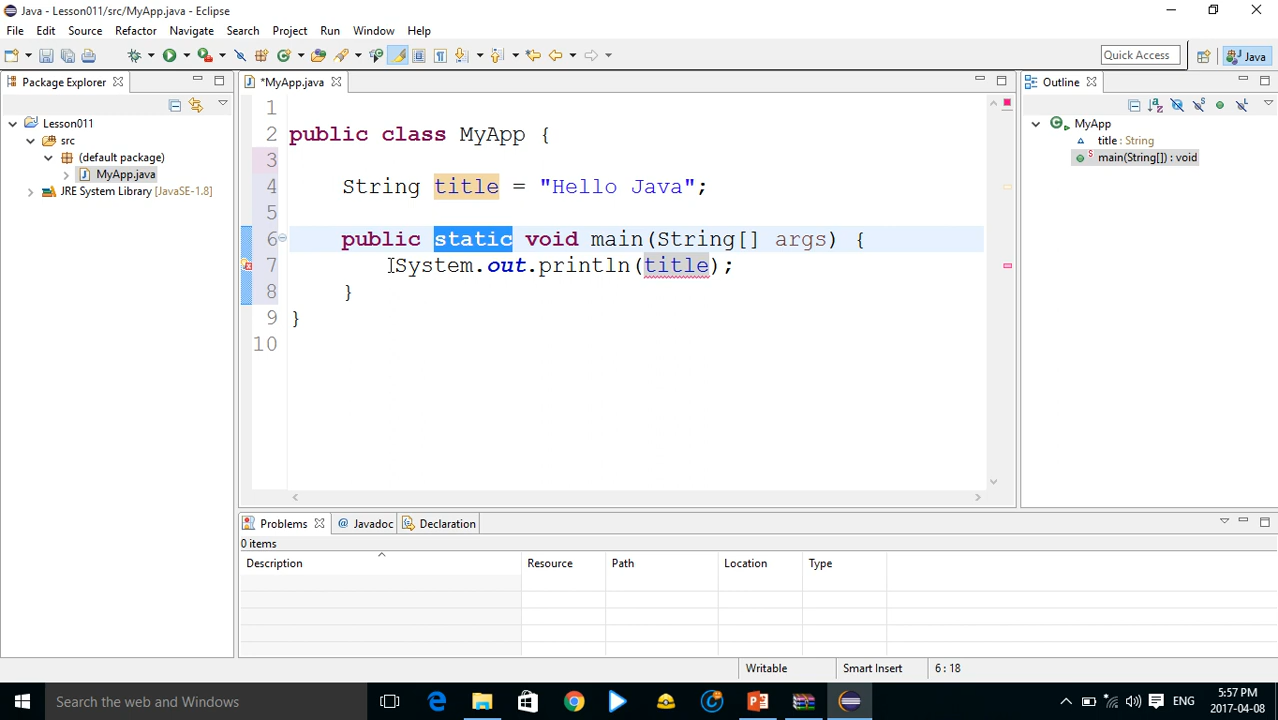 Java - Lesson011/src/MyApp.java - Eclipse
File Edit Source Refactor Navigate Search Project Run Window Help
Quick Access
Java
Package Explorer
Lesson011
src
(default package)
MyApp.java
JRE System Library [JavaSE-1.8]
*MyApp.java
1
2 public class MyApp {
3
4 String title = "Hello Java";
5
6 public static void main(String[] args) {
7 System.out.println(title);
8 }
9 }
10
Outline
MyApp
title : String
main(String[]) : void
Problems @ Javadoc Declaration
0 items
Description Resource Path Location Type
Writable Smart Insert 6 : 18
Search the web and Windows
ENG
5:57 PM
2017-04-08